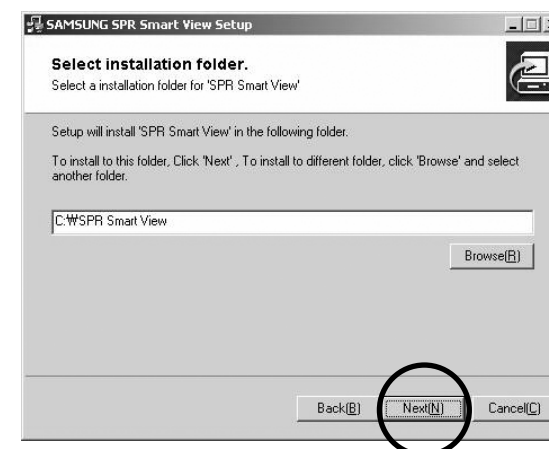 SAMSUNG SPR Smart View Setup
Select installation folder.
Select a installation folder for 'SPR Smart View'
Setup will install 'SPR Smart View' in the following folder.
To install to this folder, Click 'Next' , To install to different folder, click 'Browse' and select
another folder.
C:₩SPR Smart View
Browse(R)
Back(B) Next(N) Cancel(C)